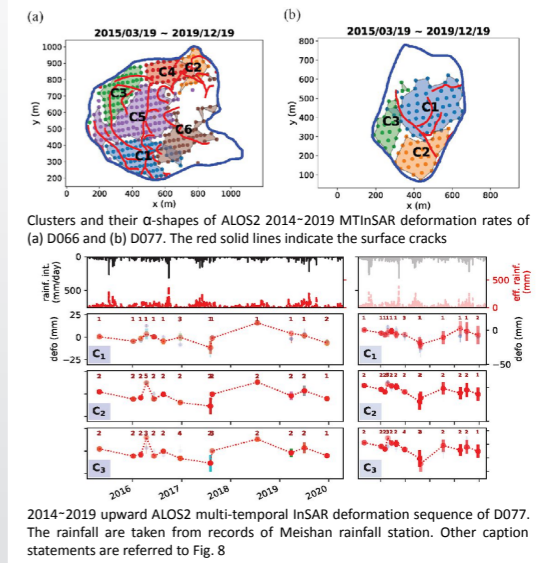 (a)
(b)
2015/03/19 ~ 2019/12/19
2015/03/19 ~ 2019/12/19
y (m)
1000
900
800
700
600
500
400
300
200
C4
C2
C3
C5
C6
C1
0
200
400
600
800
1000
x (m)
y (m)
800
700
600
500
400
300
200
100
C1
C3
C2
0
200
400
600
800
x (m)
Clusters and their α-shapes of ALOS2 2014~2019 MTInSAR deformation rates of
(a) D066 and (b) D077. The red solid lines indicate the surface cracks
rainf. int.
(mm/day)
0
500
500
0
eff. rainf.
(mm)
defo (mm)
25
0
−25
C1
C1
0
−50
defo (mm)
C2
C2
C3
C3
2016
2017
2018
2019
2020
2014~2019 upward ALOS2 multi-temporal InSAR deformation sequence of D077.
The rainfall are taken from records of Meishan rainfall station. Other caption
statements are referred to Fig. 8